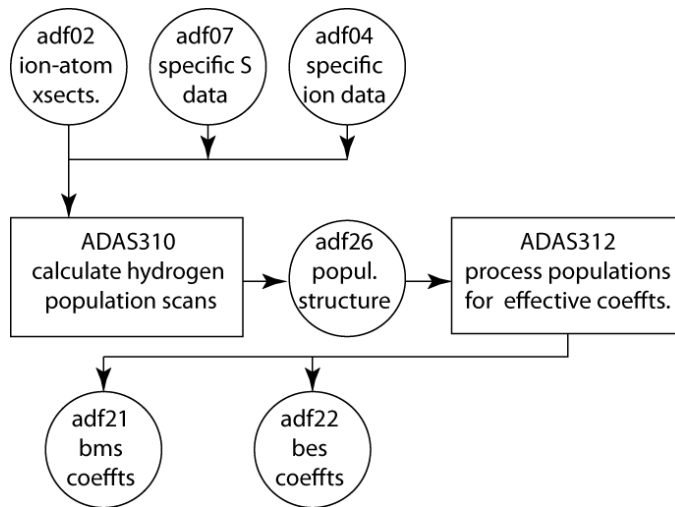 adf02
ion-atom
xsects.
adf07
specific S
data
adf04
specific
ion data
ADAS310
calculate hydrogen
population scans
adf26
popul.
structure
ADAS312
process populations
for effective coeffts.
adf21
bms
coeffts
adf22
bes
coeffts